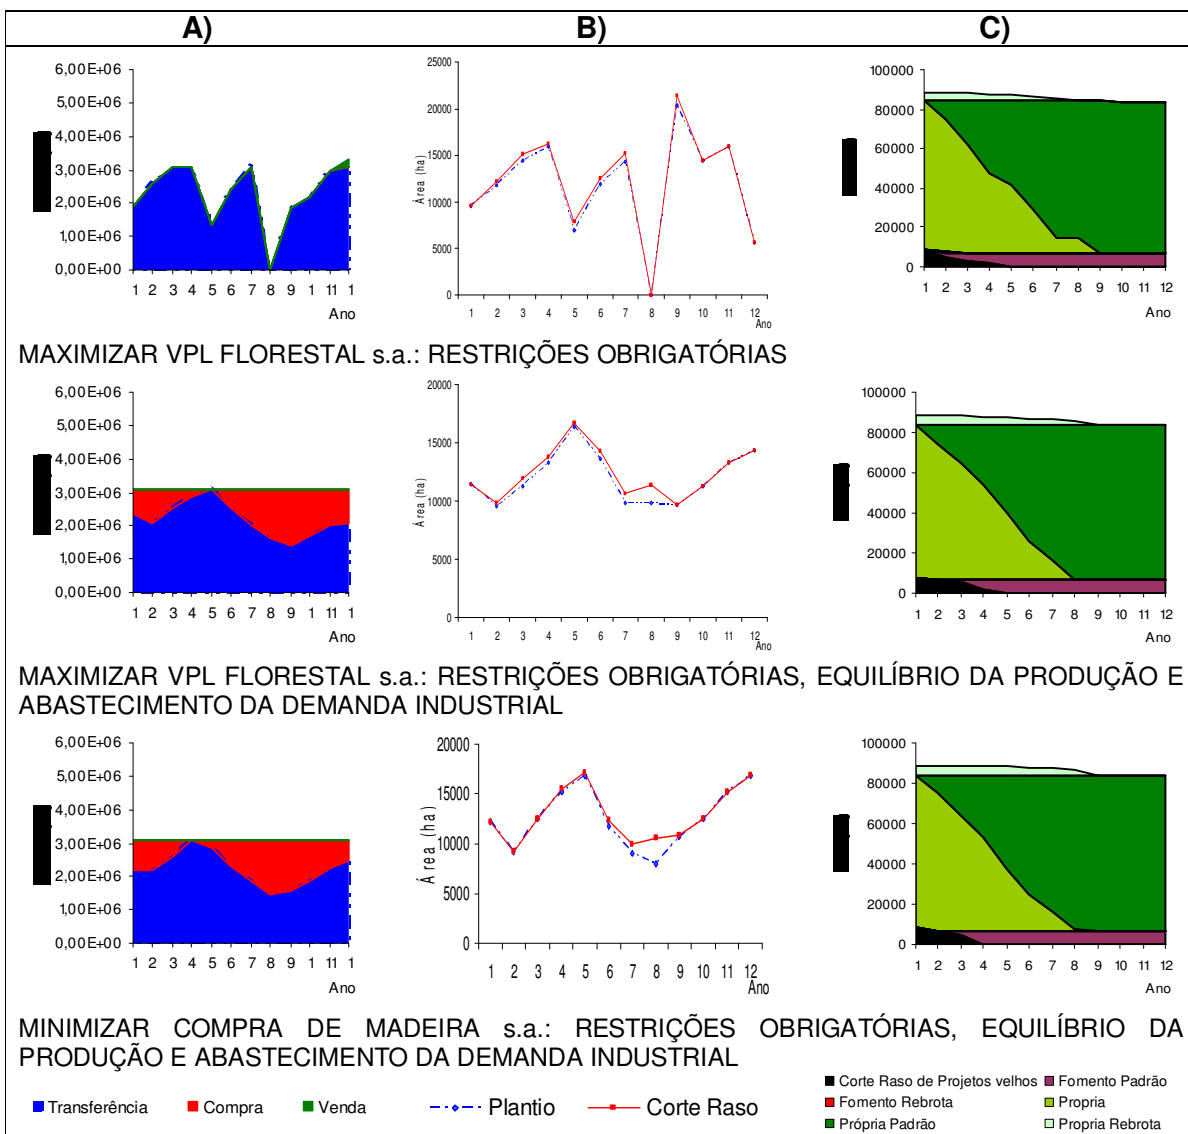 A) B) C)
6,00E+06
5,00E+06
4,00E+06
3,00E+06
2,00E+06
1,00E+06
0,00E+00
1 2 3 4 5 6 7 8 9 1 11 1
Ano
25000
20000
15000
10000
5000
0
Área (ha)
1 2 3 4 5 6 7 8 9 10 11 12
Ano
100000
80000
60000
40000
20000
0
1 2 3 4 5 6 7 8 9 10 11 12
Ano
MAXIMIZAR VPL FLORESTAL s.a.: RESTRIÇÕES OBRIGATÓRIAS
6,00E+06
5,00E+06
4,00E+06
3,00E+06
2,00E+06
1,00E+06
0,00E+00
1 2 3 4 5 6 7 8 9 1 11 1
Ano
20000
15000
10000
5000
0
Área (ha)
1 2 3 4 5 6 7 8 9 10 11 12
Ano
100000
80000
60000
40000
20000
0
1 2 3 4 5 6 7 8 9 10 11 12
Ano
MAXIMIZAR VPL FLORESTAL s.a.: RESTRIÇÕES OBRIGATÓRIAS, EQUILÍBRIO DA PRODUÇÃO E
ABASTECIMENTO DA DEMANDA INDUSTRIAL
6,00E+06
5,00E+06
4,00E+06
3,00E+06
2,00E+06
1,00E+06
0,00E+00
1 2 3 4 5 6 7 8 9 1 11 1
Ano
20000
15000
10000
5000
0
Área (ha)
1 2 3 4 5 6 7 8 9 10 11 12
Ano
100000
80000
60000
40000
20000
0
1 2 3 4 5 6 7 8 9 10 11 12
Ano
MINIMIZAR COMPRA DE MADEIRA s.a.: RESTRIÇÕES OBRIGATÓRIAS, EQUILÍBRIO DA
PRODUÇÃO E ABASTECIMENTO DA DEMANDA INDUSTRIAL
Transferência Compra Venda
Plantio Corte Raso
Corte Raso de Projetos velhos Fomento Padrão
Fomento Rebrota Propria
Própria Padrão Propria Rebrota